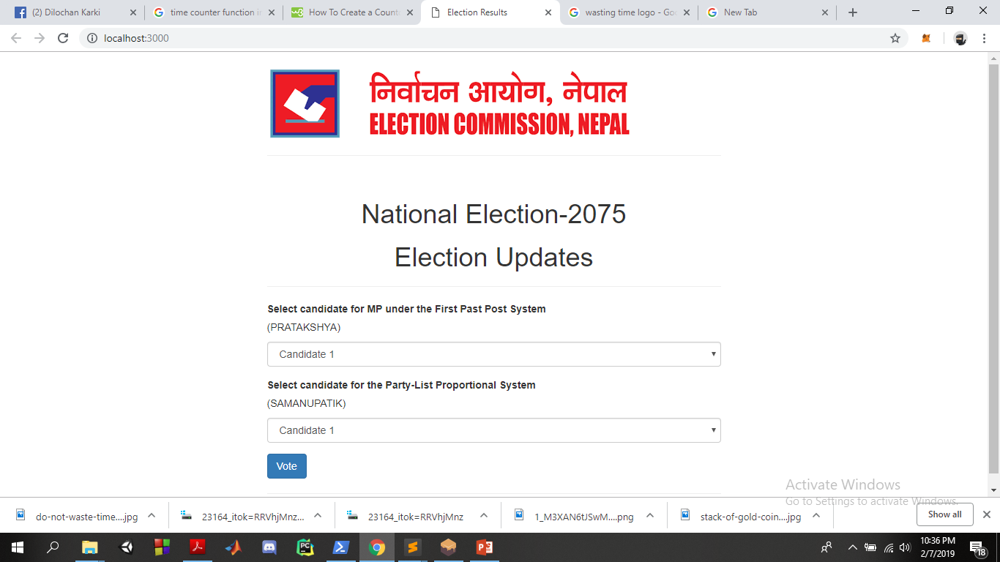 (2) Dilochan Karki
time counter function in
How To Create a Count
Election Results
wasting time logo - Goo
New Tab
localhost:3000
निर्वाचन आयोग, नेपाल
ELECTION COMMISSION, NEPAL
National Election-2075
Election Updates
Select candidate for MP under the First Past Post System
(PRATAKSHYA)
Candidate 1
Select candidate for the Party-List Proportional System
(SAMANUPATIK)
Candidate 1
Vote
Activate Windows
Go to Settings to activate Windows.
do-not-waste-time....jpg
23164_itok=RRVhjMnz...
23164_itok=RRVhjMnz
1_M3XAN6tJSwM....png
stack-of-gold-coin....jpg
Show all
10:36 PM
2/7/2019
18